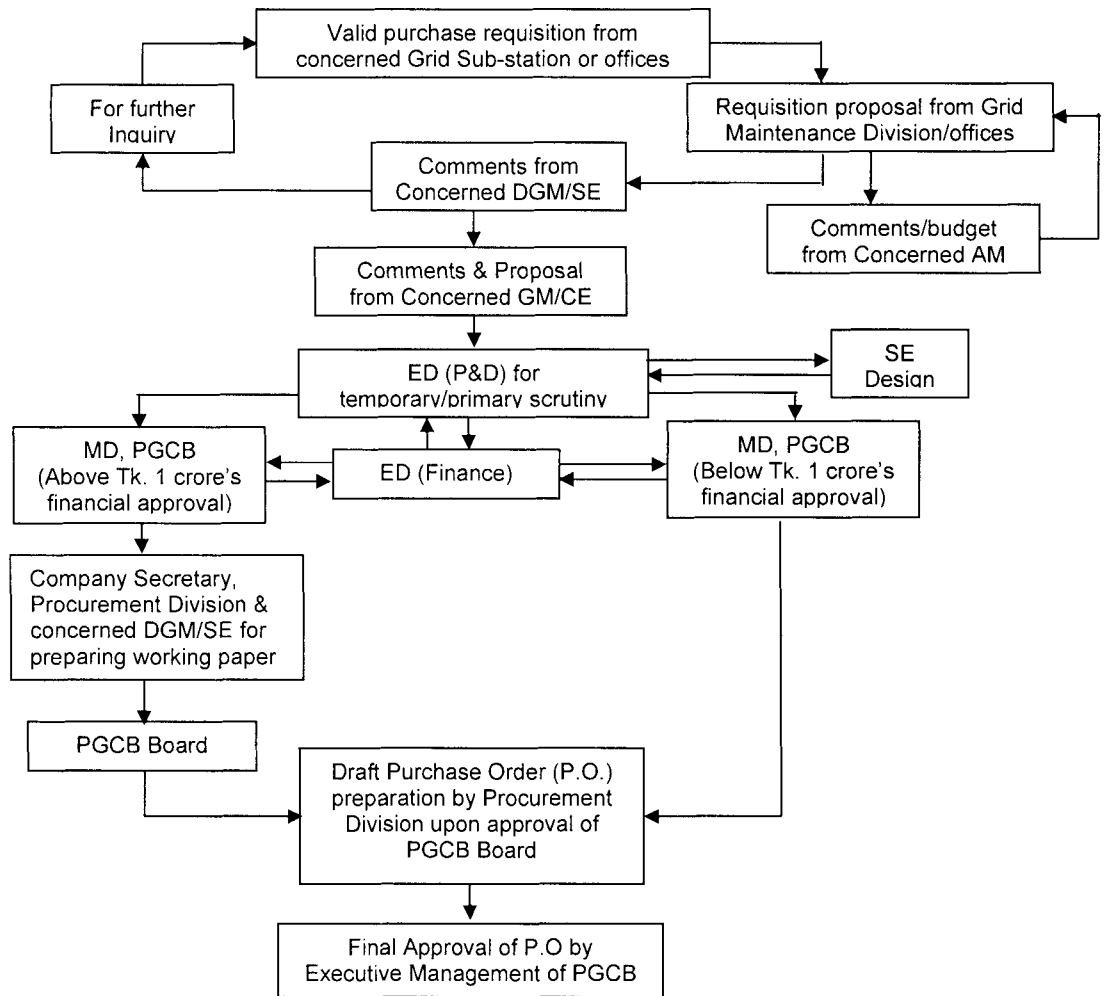 Valid purchase requisition from
concerned Grid Sub-station or offices
For further
Inquiry
Requisition proposal from Grid
Maintenance Division/offices
Comments from
Concerned DGM/SE
Comments/budget
from Concerned AM
Comments & Proposal
from Concerned GM/CE
ED (P&D) for
temporary/primary scrutiny
SE
Design
MD, PGCB
(Above Tk. 1 crore's
financial approval)
ED (Finance)
MD, PGCB
(Below Tk. 1 crore's
financial approval)
Company Secretary,
Procurement Division &
concerned DGM/SE for
preparing working paper
PGCB Board
Draft Purchase Order (P.O.)
preparation by Procurement
Division upon approval of
PGCB Board
Final Approval of P.O by
Executive Management of PGCB